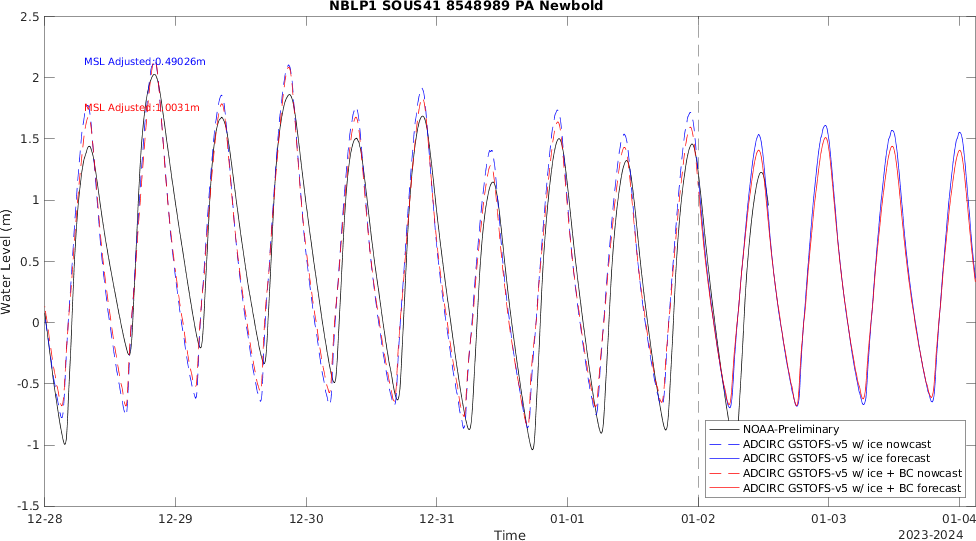 NBLP1 SOUS41 8548989 PA Newbold
2.5
2
1.5
1
0.5
0
-0.5
-1
-1.5
Water Level (m)
MSL Adjusted:0.49026m
MSL Adjusted:1.0031m
NOAA-Preliminary
ADCIRC GSTOFS-v5 w/ ice nowcast
ADCIRC GSTOFS-v5 w/ ice forecast
ADCIRC GSTOFS-v5 w/ ice + BC nowcast
ADCIRC GSTOFS-v5 w/ ice + BC forecast
12-28 12-29 12-30 12-31 01-01 01-02 01-03 01-04
Time
2023-2024